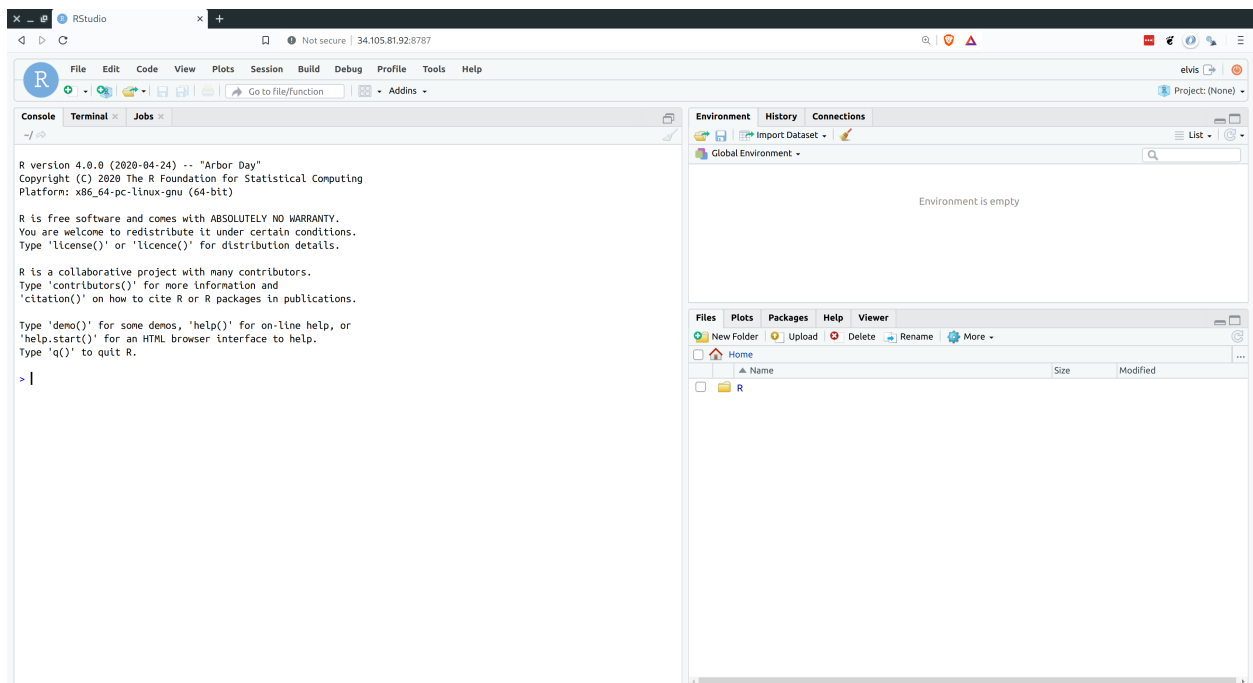 RStudio
Not secure | 34.105.81.92:8787
R
File Edit Code View Plots Session Build Debug Profile Tools Help
elvis
Go to file/function
Addins
Project: (None)
Console Terminal Jobs
~/
R version 4.0.0 (2020-04-24) -- "Arbor Day"
Copyright (C) 2020 The R Foundation for Statistical Computing
Platform: x86_64-pc-linux-gnu (64-bit)
R is free software and comes with ABSOLUTELY NO WARRANTY.
You are welcome to redistribute it under certain conditions.
Type 'license()' or 'licence()' for distribution details.
R is a collaborative project with many contributors.
Type 'contributors()' for more information and
'citation()' on how to cite R or R packages in publications.
Type 'demo()' for some demos, 'help()' for on-line help, or
'help.start()' for an HTML browser interface to help.
Type 'q()' to quit R.
>
Environment History Connections
Import Dataset
List
Global Environment
Environment is empty
Files Plots Packages Help Viewer
New Folder Upload Delete Rename More
Home
...
Name Size Modified
R